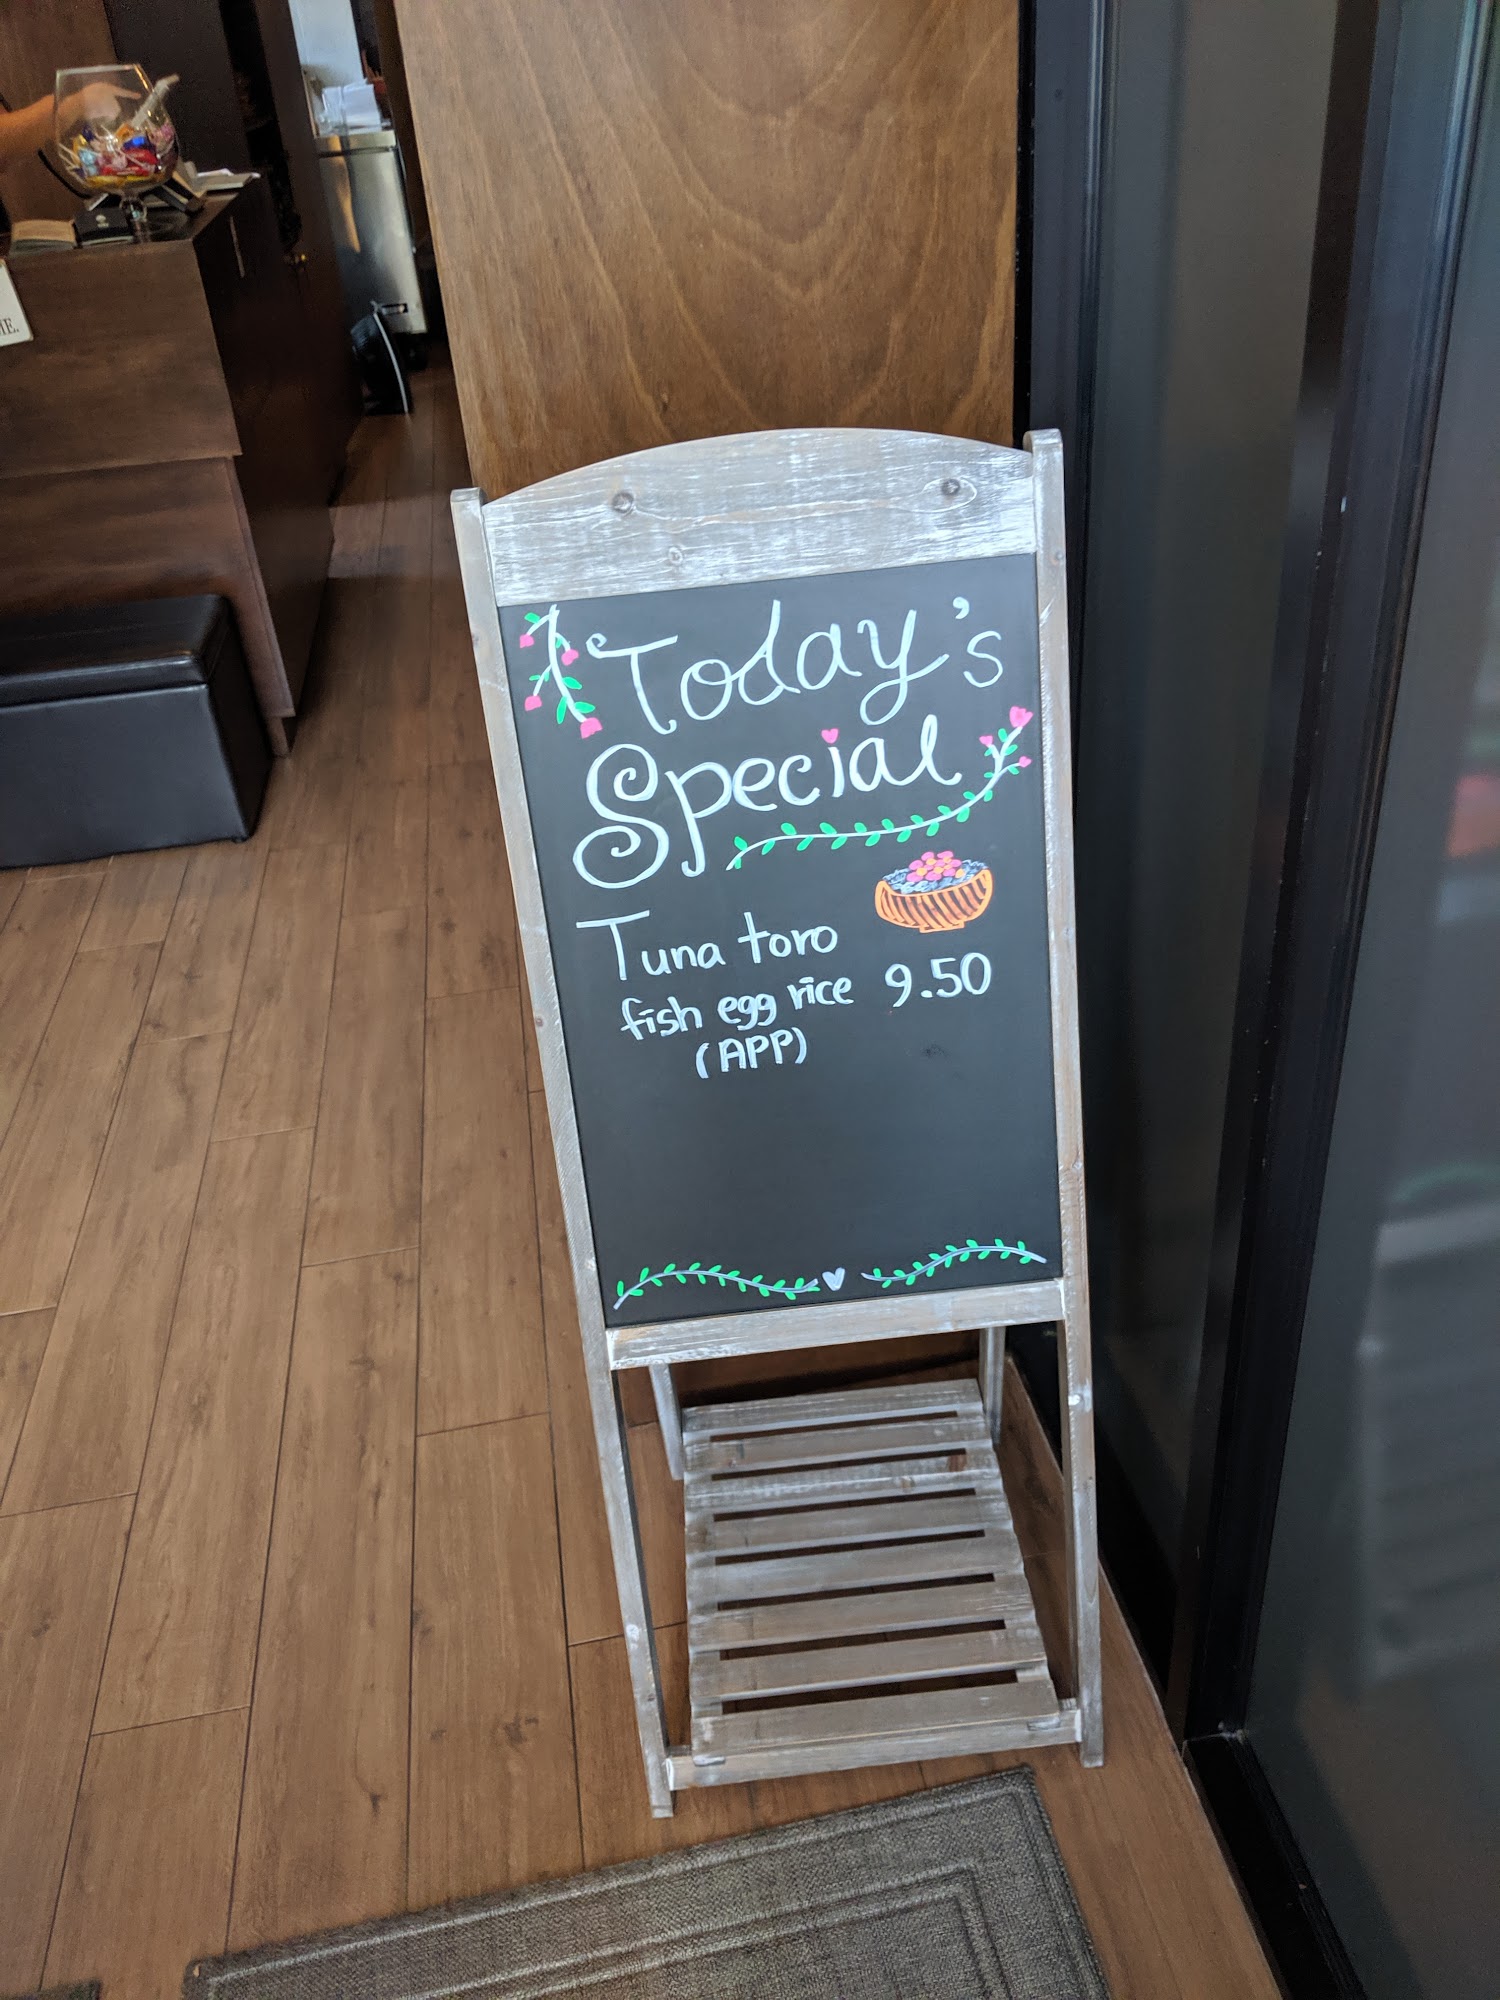 Today's
Special
Tuna toro
fish egg rice 9.50
(APP)